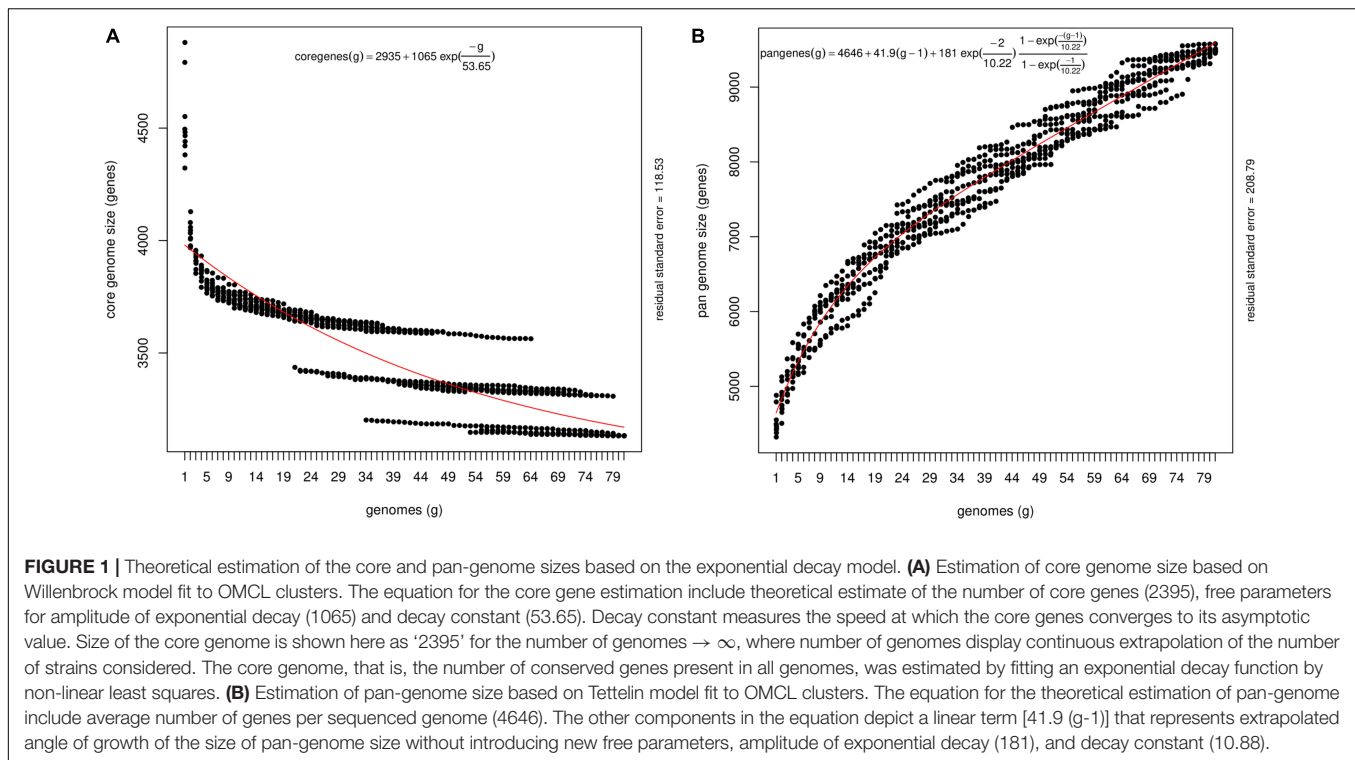 A
coregenes(g) = 2935 + 1065 exp(-g/53.65)
core genome size (genes)
4500
4000
3500
1 5 9 14 19 24 29 34 39 44 49 54 59 64 69 74 79
genomes (g)
residual standard error = 118.53
B
pangenes(g) = 4646 + 41.9(g−1) + 181 exp(-2/10.22) (1−exp(-(g-1)/10.22))/(1−exp(-1/10.22))
pan genome size (genes)
9000
8000
7000
6000
5000
1 5 9 14 19 24 29 34 39 44 49 54 59 64 69 74 79
genomes (g)
residual standard error = 208.79
FIGURE 1 | Theoretical estimation of the core and pan-genome sizes based on the exponential decay model. (A) Estimation of core genome size based on
Willenbrock model fit to OMCL clusters. The equation for the core gene estimation include theoretical estimate of the number of core genes (2395), free parameters
for amplitude of exponential decay (1065) and decay constant (53.65). Decay constant measures the speed at which the core genes converges to its asymptotic
value. Size of the core genome is shown here as ‘2395’ for the number of genomes → ∞, where number of genomes display continuous extrapolation of the number
of strains considered. The core genome, that is, the number of conserved genes present in all genomes, was estimated by fitting an exponential decay function by
non-linear least squares. (B) Estimation of pan-genome size based on Tettelin model fit to OMCL clusters. The equation for the theoretical estimation of pan-genome
include average number of genes per sequenced genome (4646). The other components in the equation depict a linear term [41.9 (g-1)] that represents extrapolated
angle of growth of the size of pan-genome size without introducing new free parameters, amplitude of exponential decay (181), and decay constant (10.88).